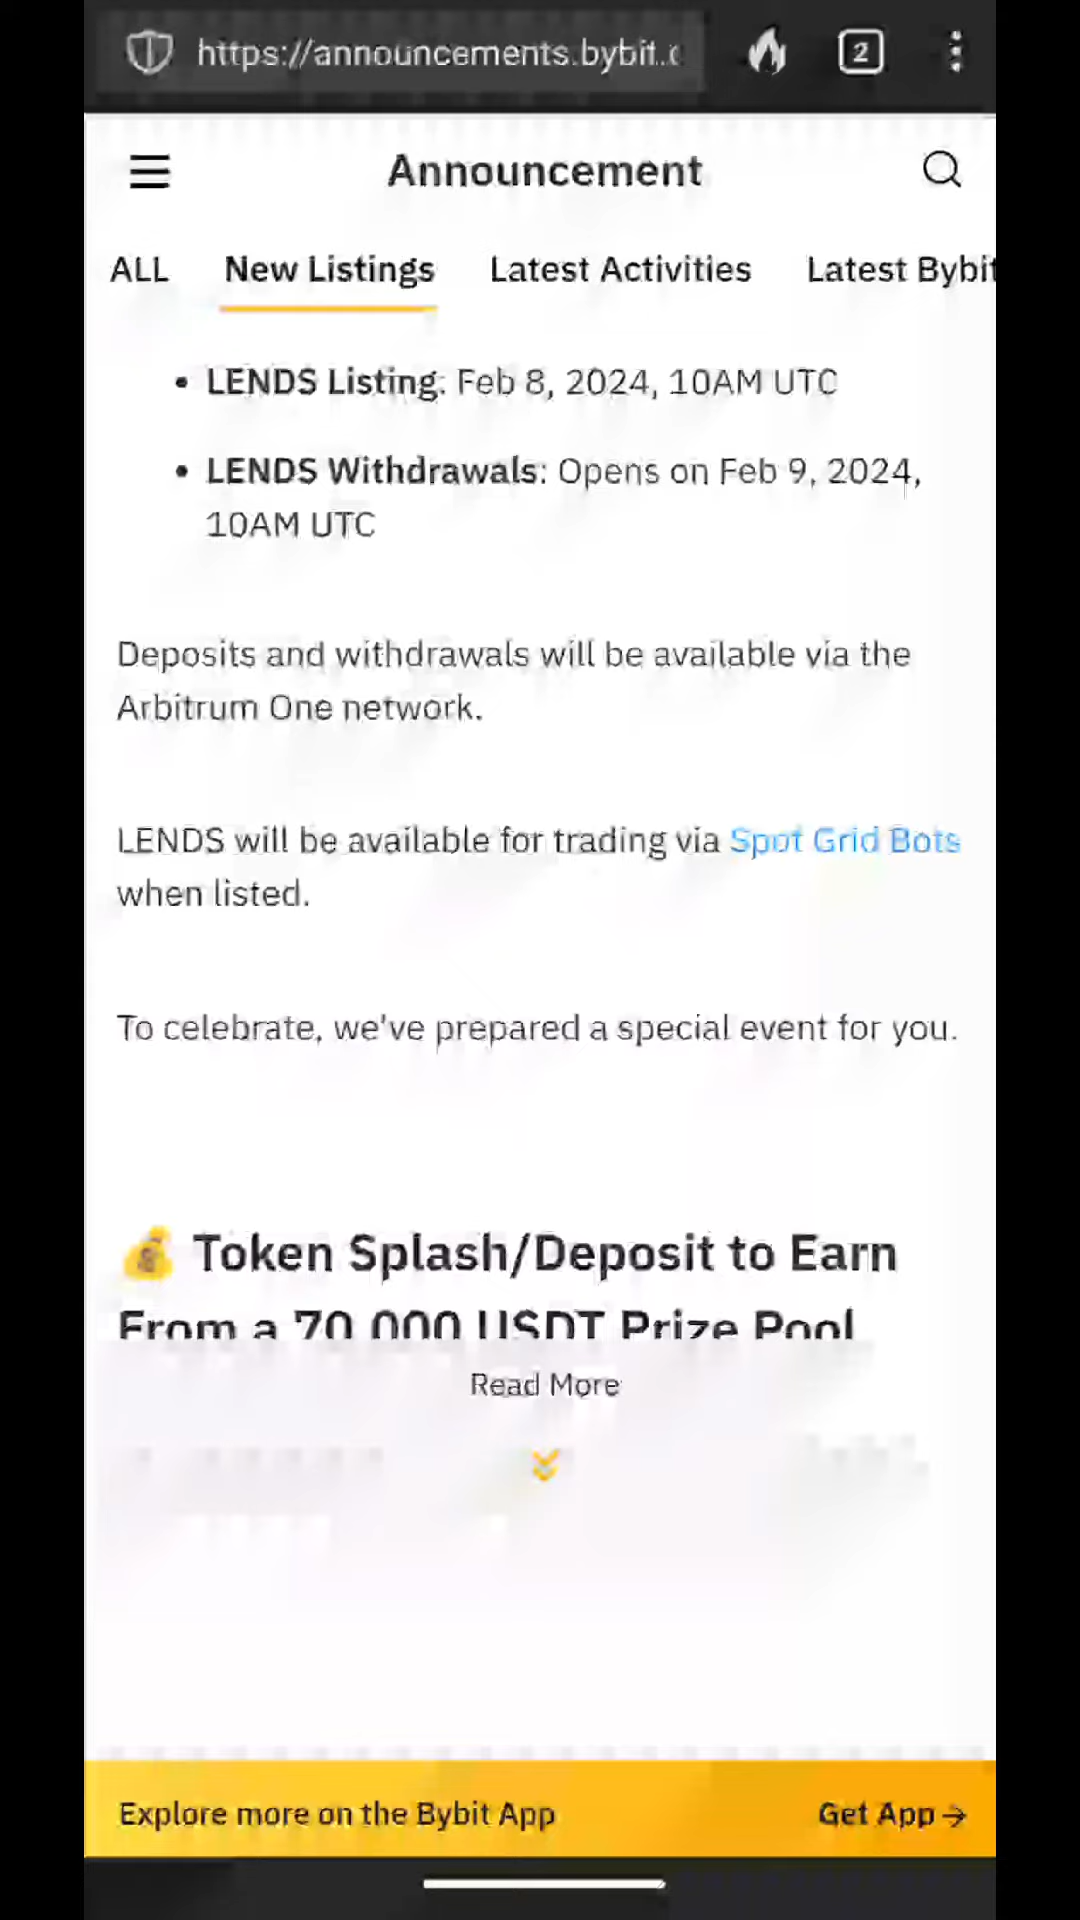 https://announcements.bybit.c
2
Announcement
ALL New Listings Latest Activities Latest Bybit
• LENDS Listing: Feb 8, 2024, 10AM UTC
• LENDS Withdrawals: Opens on Feb 9, 2024,
10AM UTC
Deposits and withdrawals will be available via the
Arbitrum One network.
LENDS will be available for trading via Spot Grid Bots
when listed.
To celebrate, we've prepared a special event for you.
Token Splash/Deposit to Earn
From a 70,000 USDT Prize Pool
Read More
Explore more on the Bybit App Get App →